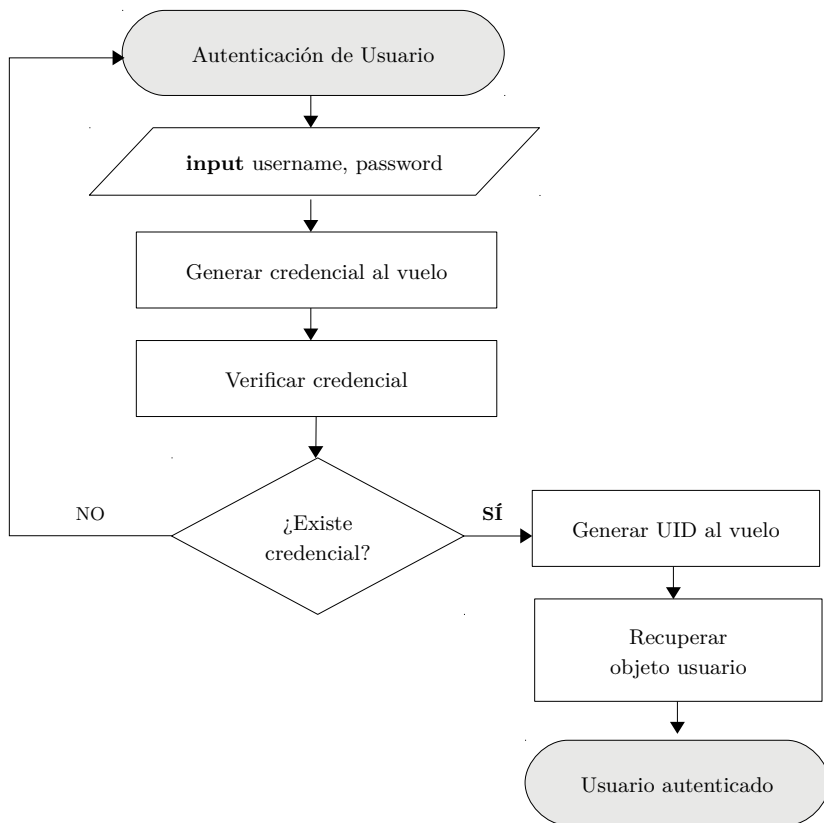 Autenticación de Usuario
input username, password
Generar credencial al vuelo
Verificar credencial
¿Existe
credencial?
NO
SÍ
Generar UID al vuelo
Recuperar
objeto usuario
Usuario autenticado